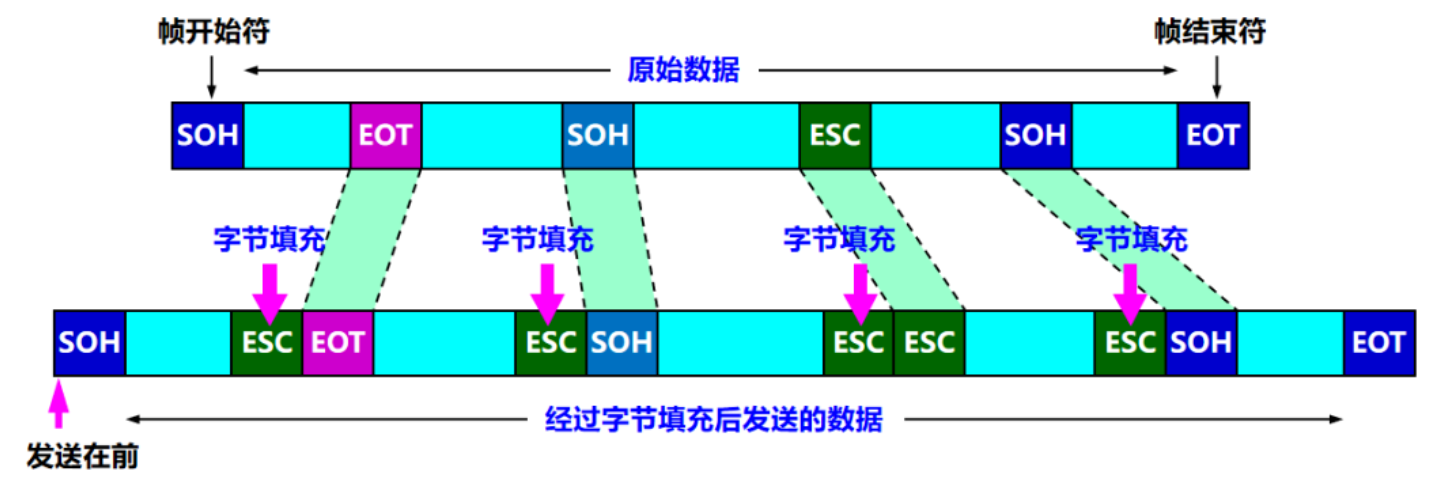 帧开始符
帧结束符
原始数据
SOH EOT SOH ESC SOH EOT
字节填充 字节填充 字节填充 字节填充
SOH ESC EOT ESC SOH ESC ESC ESC SOH EOT
经过字节填充后发送的数据
发送在前